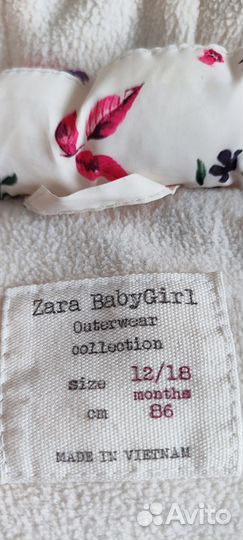 Zara BabyGirl
Outerwear
collection
size 12/18
months
cm 86
MADE IN VIETNAM
Avito